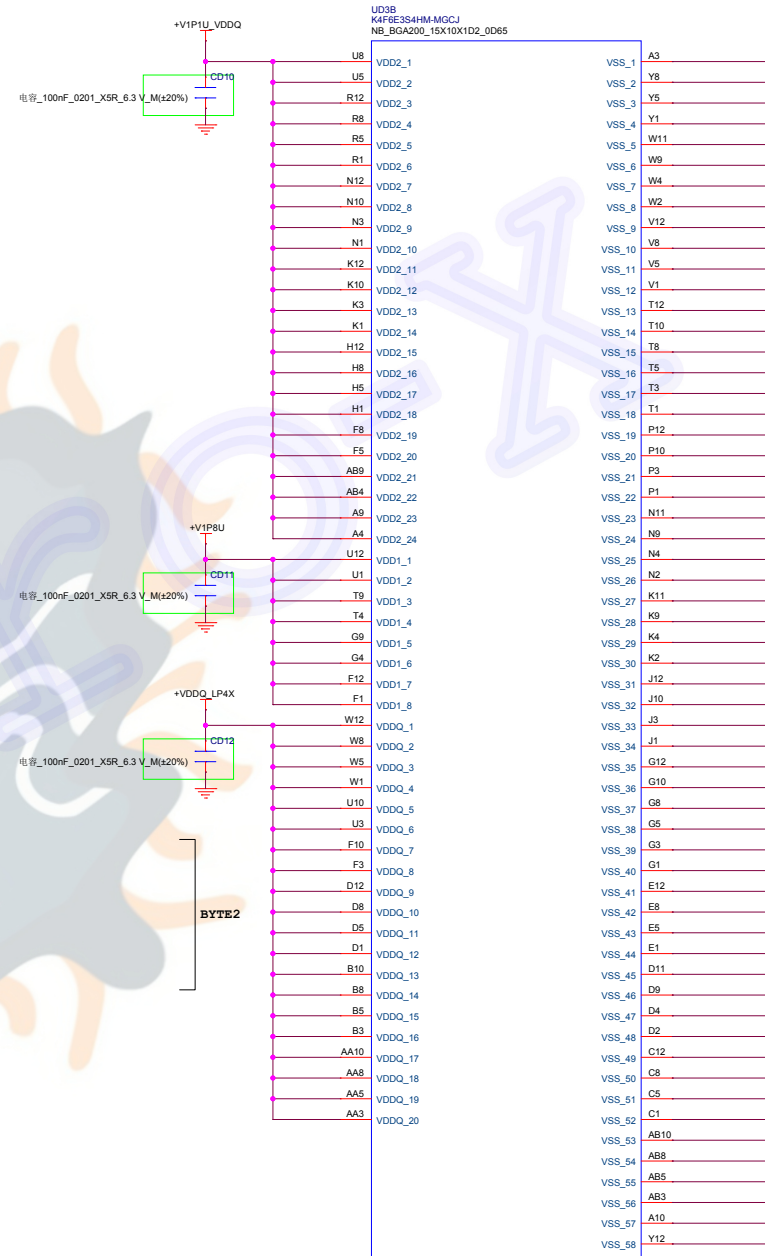 UD3B
K4F6E3S4HM-MGCJ
NB_BGA200_15X10X1D2_0D65
+V1P1U_VDDQ
CD10
电容_100nF_0201_X5R_6.3 V_M(±20%)
U8 VDD2_1 VSS_1 A3
U5 VDD2_2 VSS_2 Y8
R12 VDD2_3 VSS_3 Y5
R8 VDD2_4 VSS_4 Y1
R5 VDD2_5 VSS_5 W11
R1 VDD2_6 VSS_6 W9
N12 VDD2_7 VSS_7 W4
N10 VDD2_8 VSS_8 W2
N3 VDD2_9 VSS_9 V12
N1 VDD2_10 VSS_10 V8
K12 VDD2_11 VSS_11 V5
K10 VDD2_12 VSS_12 V1
K3 VDD2_13 VSS_13 T12
K1 VDD2_14 VSS_14 T10
H12 VDD2_15 VSS_15 T8
H8 VDD2_16 VSS_16 T5
H5 VDD2_17 VSS_17 T3
H1 VDD2_18 VSS_18 T1
F8 VDD2_19 VSS_19 P12
F5 VDD2_20 VSS_20 P10
AB9 VDD2_21 VSS_21 P3
AB4 VDD2_22 VSS_22 P1
A9 VDD2_23 VSS_23 N11
A4 VDD2_24 VSS_24 N9
+V1P8U
CD11
电容_100nF_0201_X5R_6.3 V_M(±20%)
U12 VDD1_1 VSS_25 N4
U1 VDD1_2 VSS_26 N2
T9 VDD1_3 VSS_27 K11
T4 VDD1_4 VSS_28 K9
G9 VDD1_5 VSS_29 K4
G4 VDD1_6 VSS_30 K2
F12 VDD1_7 VSS_31 J12
F1 VDD1_8 VSS_32 J10
+VDDQ_LP4X
CD12
电容_100nF_0201_X5R_6.3 V_M(±20%)
W12 VDDQ_1 VSS_33 J3
W8 VDDQ_2 VSS_34 J1
W5 VDDQ_3 VSS_35 G12
W1 VDDQ_4 VSS_36 G10
U10 VDDQ_5 VSS_37 G8
U3 VDDQ_6 VSS_38 G5
F10 VDDQ_7 VSS_39 G3
F3 VDDQ_8 VSS_40 G1
D12 VDDQ_9 VSS_41 E12
D8 VDDQ_10 VSS_42 E8
D5 VDDQ_11 VSS_43 E5
D1 VDDQ_12 VSS_44 E1
B10 VDDQ_13 VSS_45 D11
B8 VDDQ_14 VSS_46 D9
B5 VDDQ_15 VSS_47 D4
B3 VDDQ_16 VSS_48 D2
AA10 VDDQ_17 VSS_49 C12
AA8 VDDQ_18 VSS_50 C8
AA5 VDDQ_19 VSS_51 C5
AA3 VDDQ_20 VSS_52 C1
VSS_53 AB10
VSS_54 AB8
VSS_55 AB5
VSS_56 AB3
VSS_57 A10
VSS_58 Y12
BYTE2